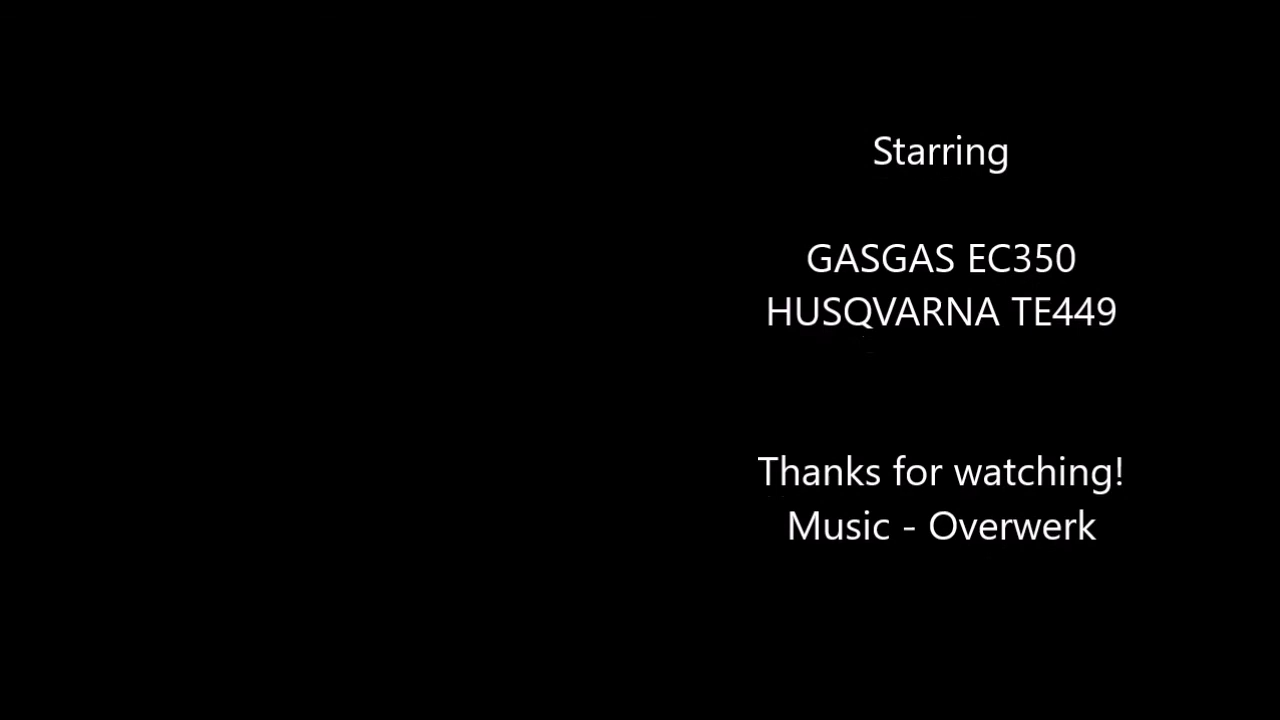 Starring
GASGAS EC350
HUSQVARNA TE449
Thanks for watching!
Music - Overwerk